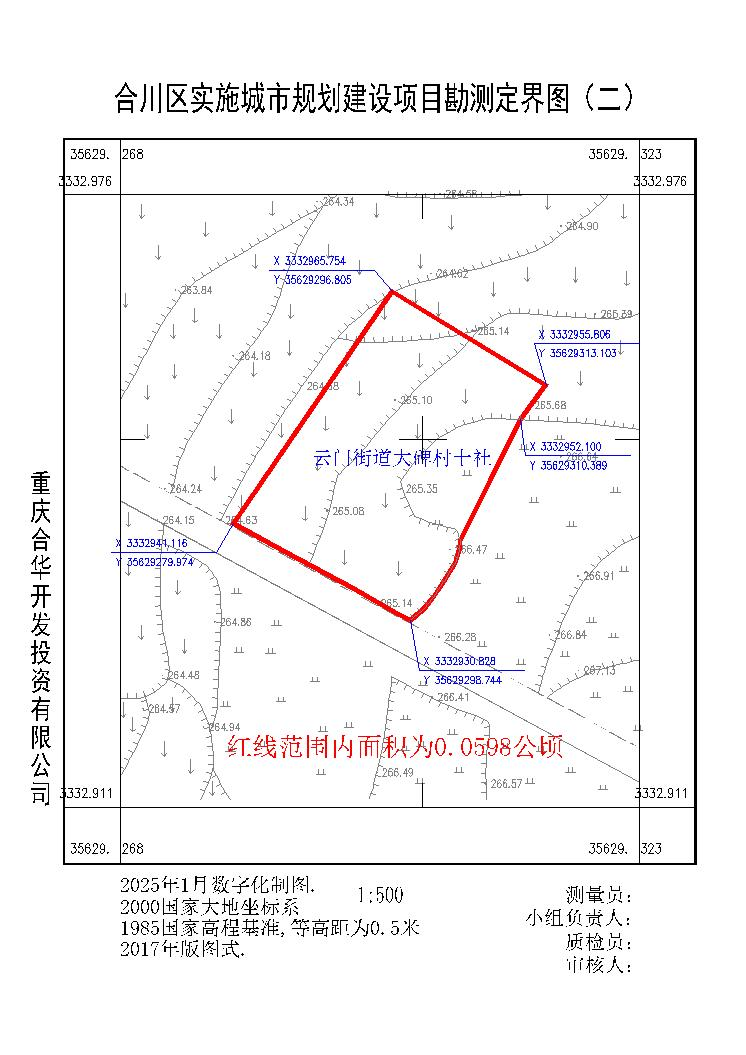 合川区实施城市规划建设项目勘测定界图（二）
35629. 268
35629. 323
3332.976
3332.976
264.34
264.58
264.90
X 3332965.754
Y 35629296.805
264.62
263.84
265.39
265.14
X 3332955.806
Y 35629313.103
264.18
265.10
265.68
X 3332952.100
Y 35629310.389
云门街道大碑村十社
264.24
265.35
265.08
264.15
X 3332941.116
Y 35629279.974
266.47
266.91
265.14
264.86
266.28
266.84
X 3332930.828
Y 35629298.744
267.13
264.48
266.41
264.57
264.94
红线范围内面积为0.0598公顷
266.49
266.57
重庆合华开发投资有限公司
3332.911
3332.911
35629. 268
35629. 323
2025年1月数字化制图.
1:500
2000国家大地坐标系
1985国家高程基准,等高距为0.5米
2017年版图式.
测量员：
小组负责人：
质检员：
审核人：